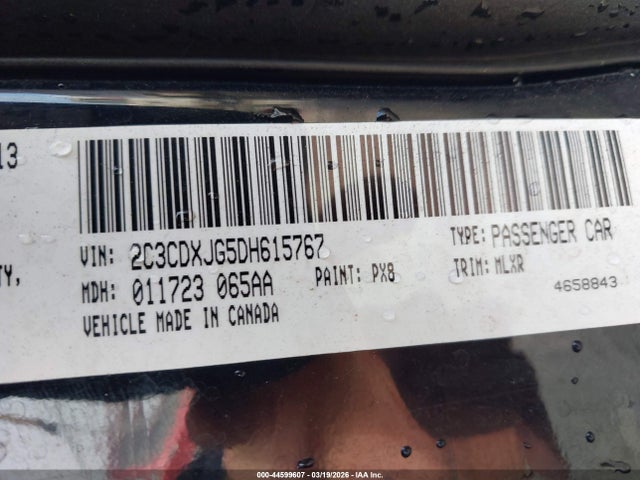 13
VIN: 2C3CDXJG5DH615767
TYPE: PASSENGER CAR
TY,
MDH: 011723 065AA
PAINT: PX8
TRIM: MLXR
4658843
VEHICLE MADE IN CANADA
000-44599607 - 03/19/2026 - IAA Inc.